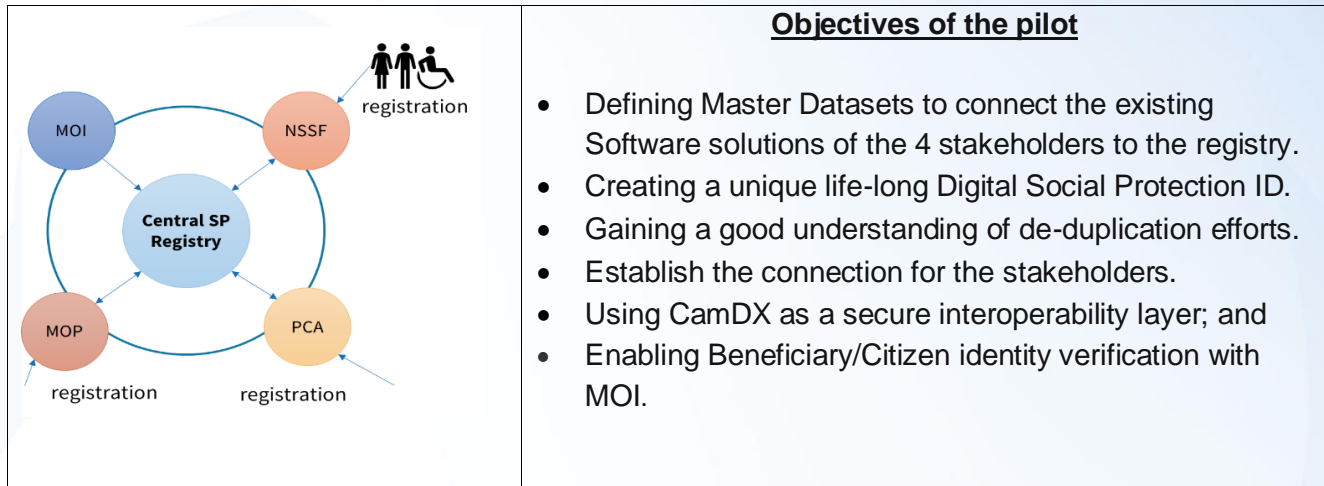 registration
MOI
NSSF
Central SP
Registry
MOP
PCA
registration
registration
Objectives of the pilot
• Defining Master Datasets to connect the existing
Software solutions of the 4 stakeholders to the registry.
• Creating a unique life-long Digital Social Protection ID.
• Gaining a good understanding of de-duplication efforts.
• Establish the connection for the stakeholders.
• Using CamDX as a secure interoperability layer; and
• Enabling Beneficiary/Citizen identity verification with
MOI.